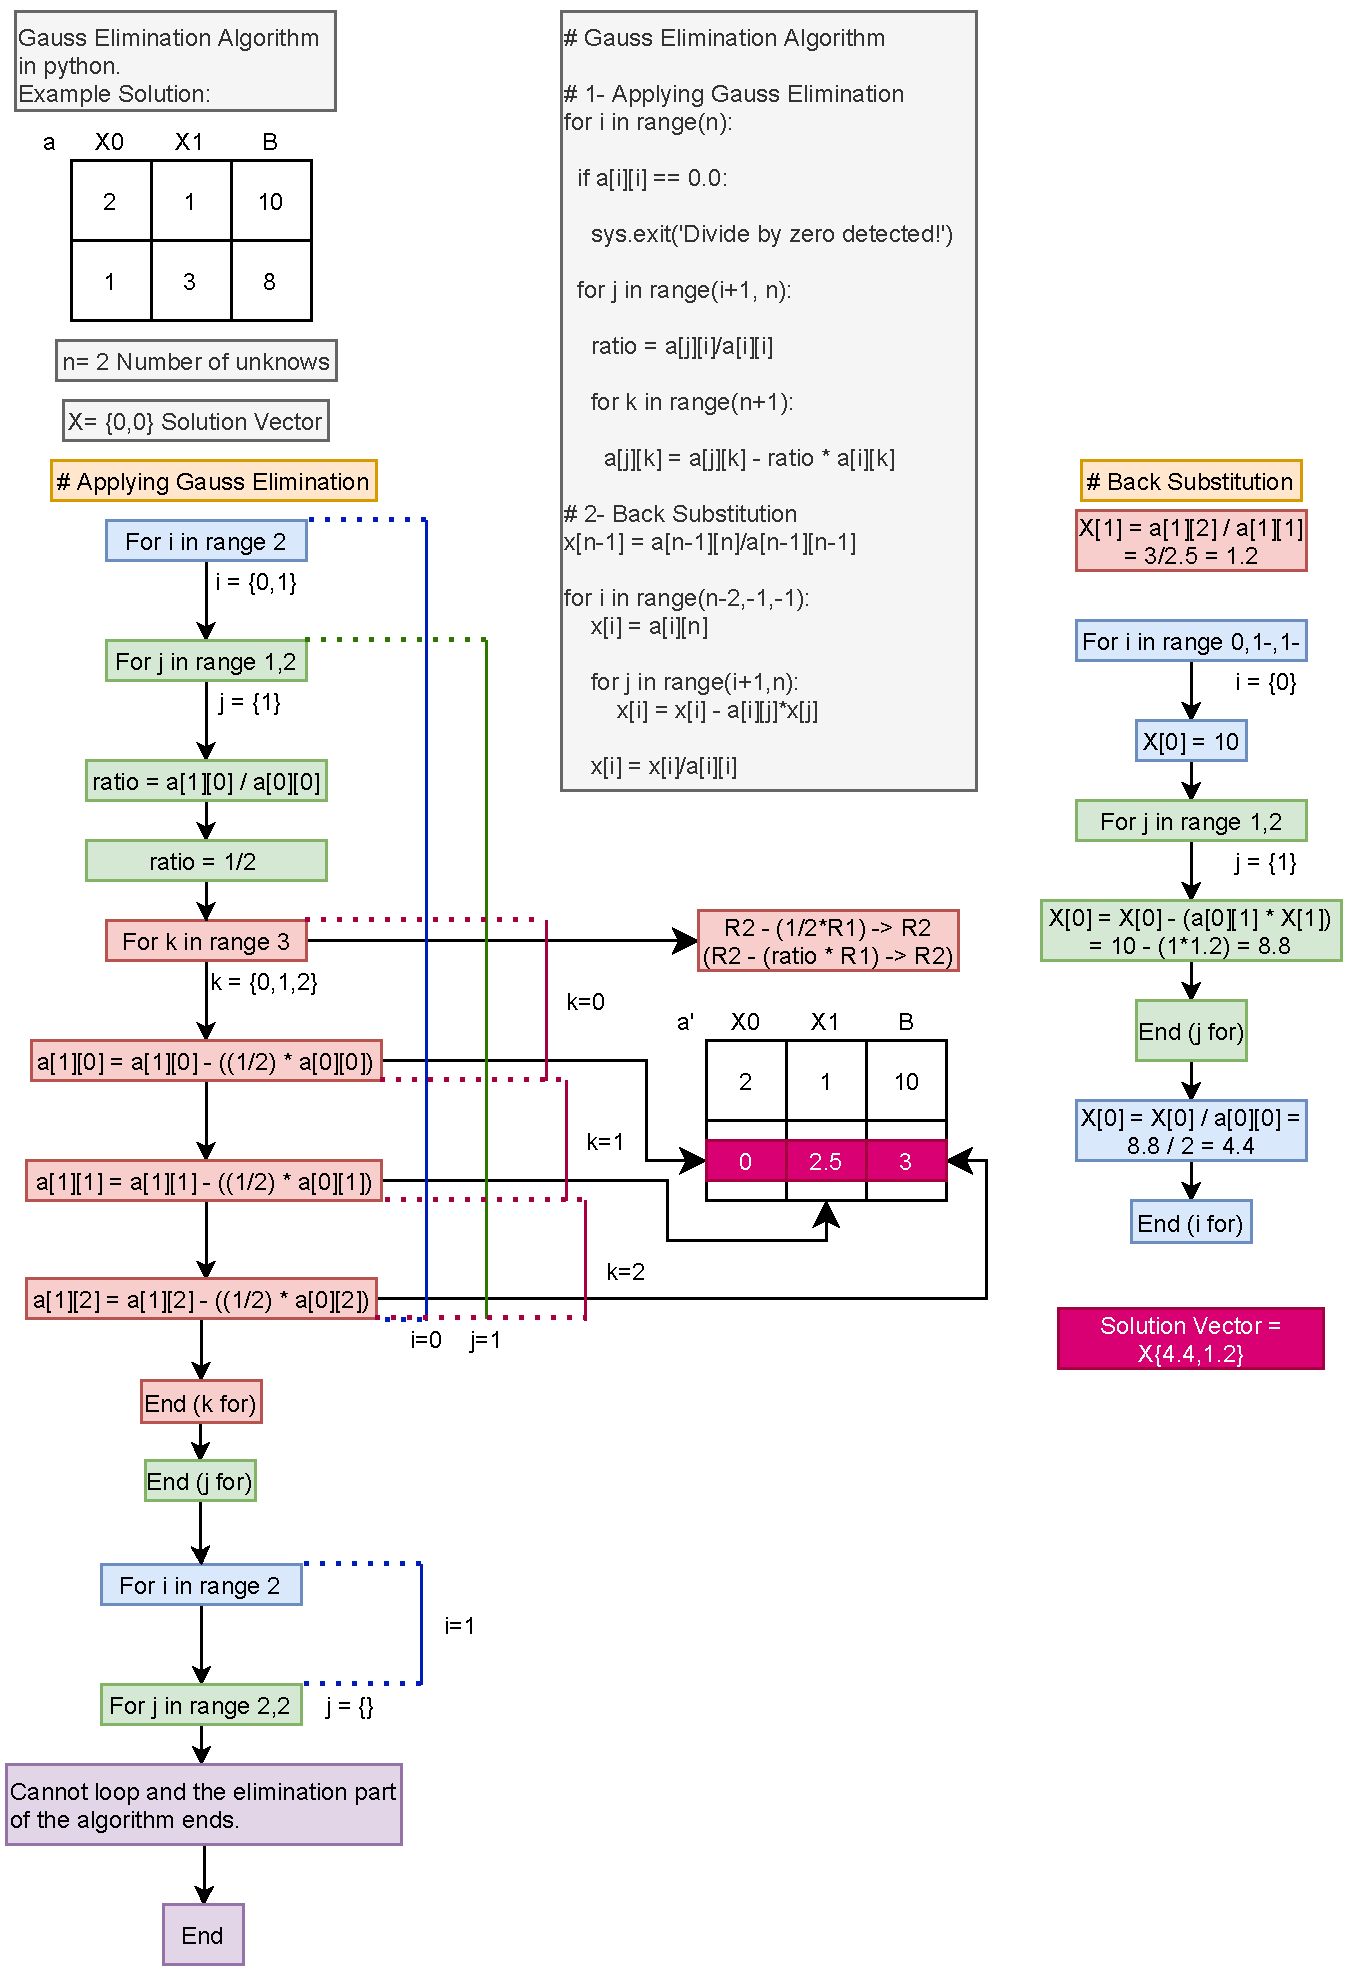 Gauss Elimination Algorithm
in python.
Example Solution:
a X0 X1 B
2 1 10
1 3 8
n= 2 Number of unknows
X= {0,0} Solution Vector
# Applying Gauss Elimination
For i in range 2
i = {0,1}
For j in range 1,2
j = {1}
ratio = a[1][0] / a[0][0]
ratio = 1/2
For k in range 3
k = {0,1,2}
a[1][0] = a[1][0] - ((1/2) * a[0][0])
a[1][1] = a[1][1] - ((1/2) * a[0][1])
a[1][2] = a[1][2] - ((1/2) * a[0][2])
k=0
k=1
k=2
i=0 j=1
End (k for)
End (j for)
For i in range 2
i=1
For j in range 2,2
j = {}
Cannot loop and the elimination part
of the algorithm ends.
End
# Gauss Elimination Algorithm
# 1- Applying Gauss Elimination
for i in range(n):
if a[i][i] == 0.0:
sys.exit('Divide by zero detected!')
for j in range(i+1, n):
ratio = a[j][i]/a[i][i]
for k in range(n+1):
a[j][k] = a[j][k] - ratio * a[i][k]
# 2- Back Substitution
x[n-1] = a[n-1][n]/a[n-1][n-1]
for i in range(n-2,-1,-1):
x[i] = a[i][n]
for j in range(i+1,n):
x[i] = x[i] - a[i][j]*x[j]
x[i] = x[i]/a[i][i]
R2 - (1/2*R1) -> R2
(R2 - (ratio * R1) -> R2)
a' X0 X1 B
2 1 10
0 2.5 3
# Back Substitution
X[1] = a[1][2] / a[1][1]
= 3/2.5 = 1.2
For i in range 0,1-,1-
i = {0}
X[0] = 10
For j in range 1,2
j = {1}
X[0] = X[0] - (a[0][1] * X[1])
= 10 - (1*1.2) = 8.8
End (j for)
X[0] = X[0] / a[0][0] =
8.8 / 2 = 4.4
End (i for)
Solution Vector =
X{4.4,1.2}